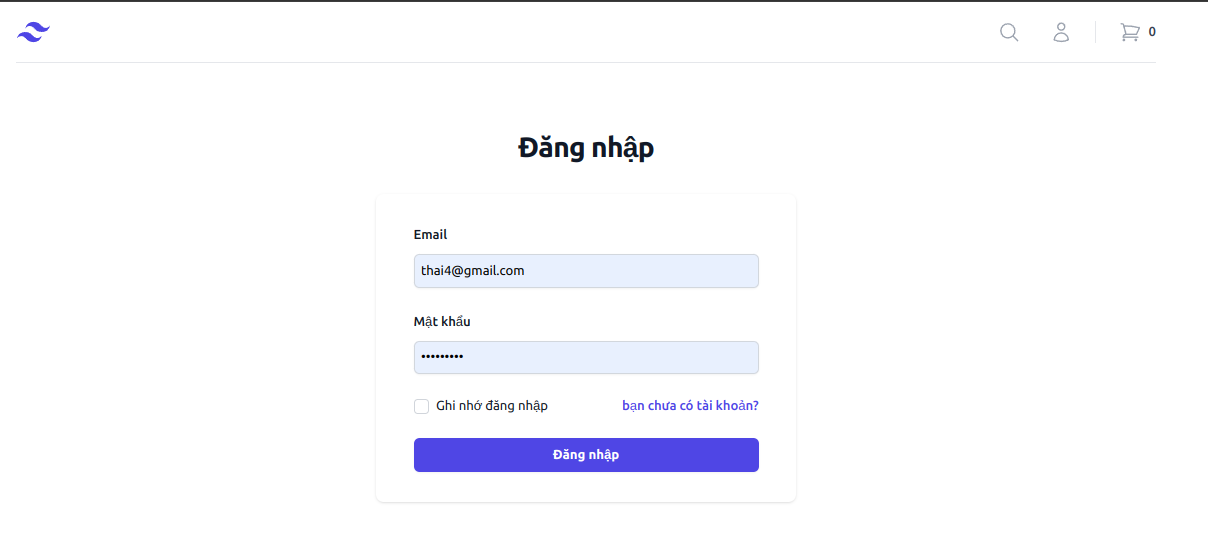 0
Đăng nhập
Email
thai4@gmail.com
Mật khẩu
•••••••••
Ghi nhớ đăng nhập
bạn chưa có tài khoản?
Đăng nhập